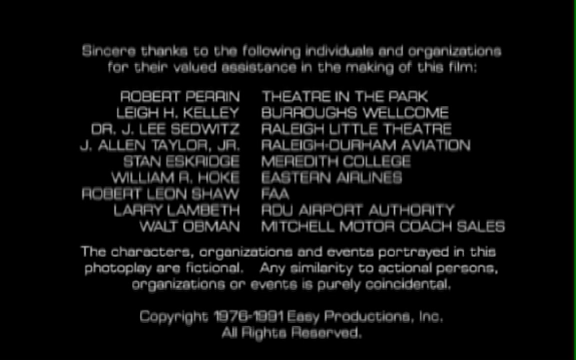 Sincere thanks to the following individuals and organizations
for their valued assistance in the making of this film:
ROBERT PERRIN THEATRE IN THE PARK
LEIGH H. KELLEY BURROUGHS WELLCOME
DR. J. LEE SEDWITZ RALEIGH LITTLE THEATRE
J. ALLEN TAYLOR, JR. RALEIGH-DURHAM AVIATION
STAN ESKRIDGE MEREDITH COLLEGE
WILLIAM R. HOKE EASTERN AIRLINES
ROBERT LEON SHAW FAA
LARRY LAMBETH RDU AIRPORT AUTHORITY
WALT OBMAN MITCHELL MOTOR COACH SALES
The characters, organizations and events portrayed in this
photoplay are fictional. Any similarity to actional persons,
organizations or events is purely coincidental.
Copyright 1976-1991 Easy Productions, Inc.
All Rights Reserved.